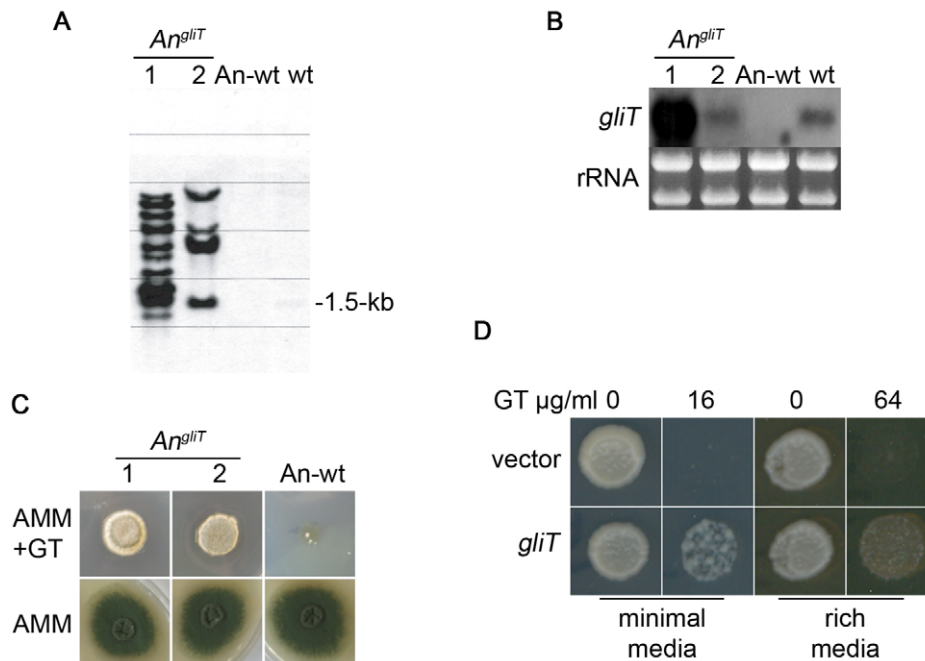 A
An^gliT
1 2 An-wt wt
-1.5-kb
B
An^gliT
1 2 An-wt wt
gliT
rRNA
C
An^gliT
1 2 An-wt
AMM
+GT
AMM
D
GT µg/ml 0 16 0 64
vector
gliT
minimal
media
rich
media